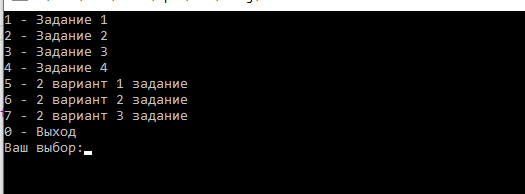 1 - Задание 1
2 - Задание 2
3 - Задание 3
4 - Задание 4
5 - 2 вариант 1 задание
6 - 2 вариант 2 задание
7 - 2 вариант 3 задание
0 - Выход
Ваш выбор: